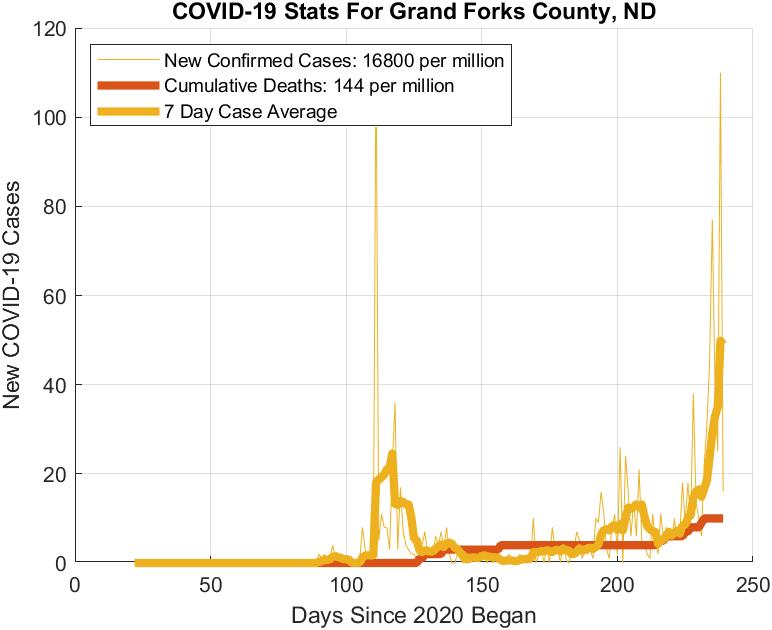 COVID-19 Stats For Grand Forks County, ND
New Confirmed Cases: 16800 per million
Cumulative Deaths: 144 per million
7 Day Case Average
New COVID-19 Cases
120
100
80
60
40
20
0
0 50 100 150 200 250
Days Since 2020 Began